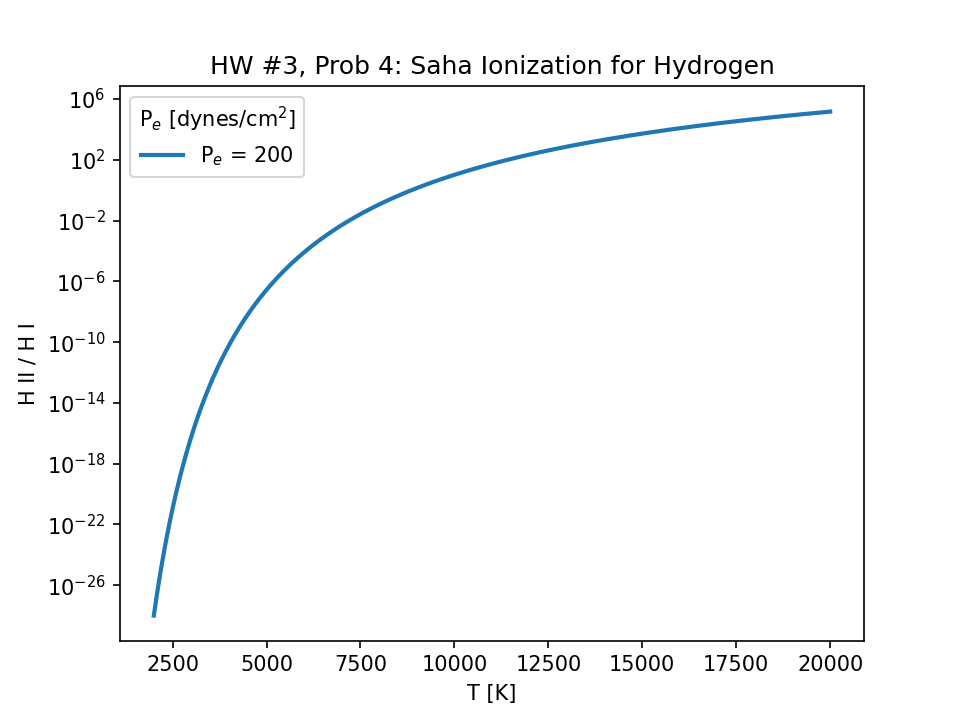 HW #3, Prob 4: Saha Ionization for Hydrogen
P_e [dynes/cm^2]
P_e = 200
H II / H I
10^6
10^2
10^{-2}
10^{-6}
10^{-10}
10^{-14}
10^{-18}
10^{-22}
10^{-26}
2500 5000 7500 10000 12500 15000 17500 20000
T [K]